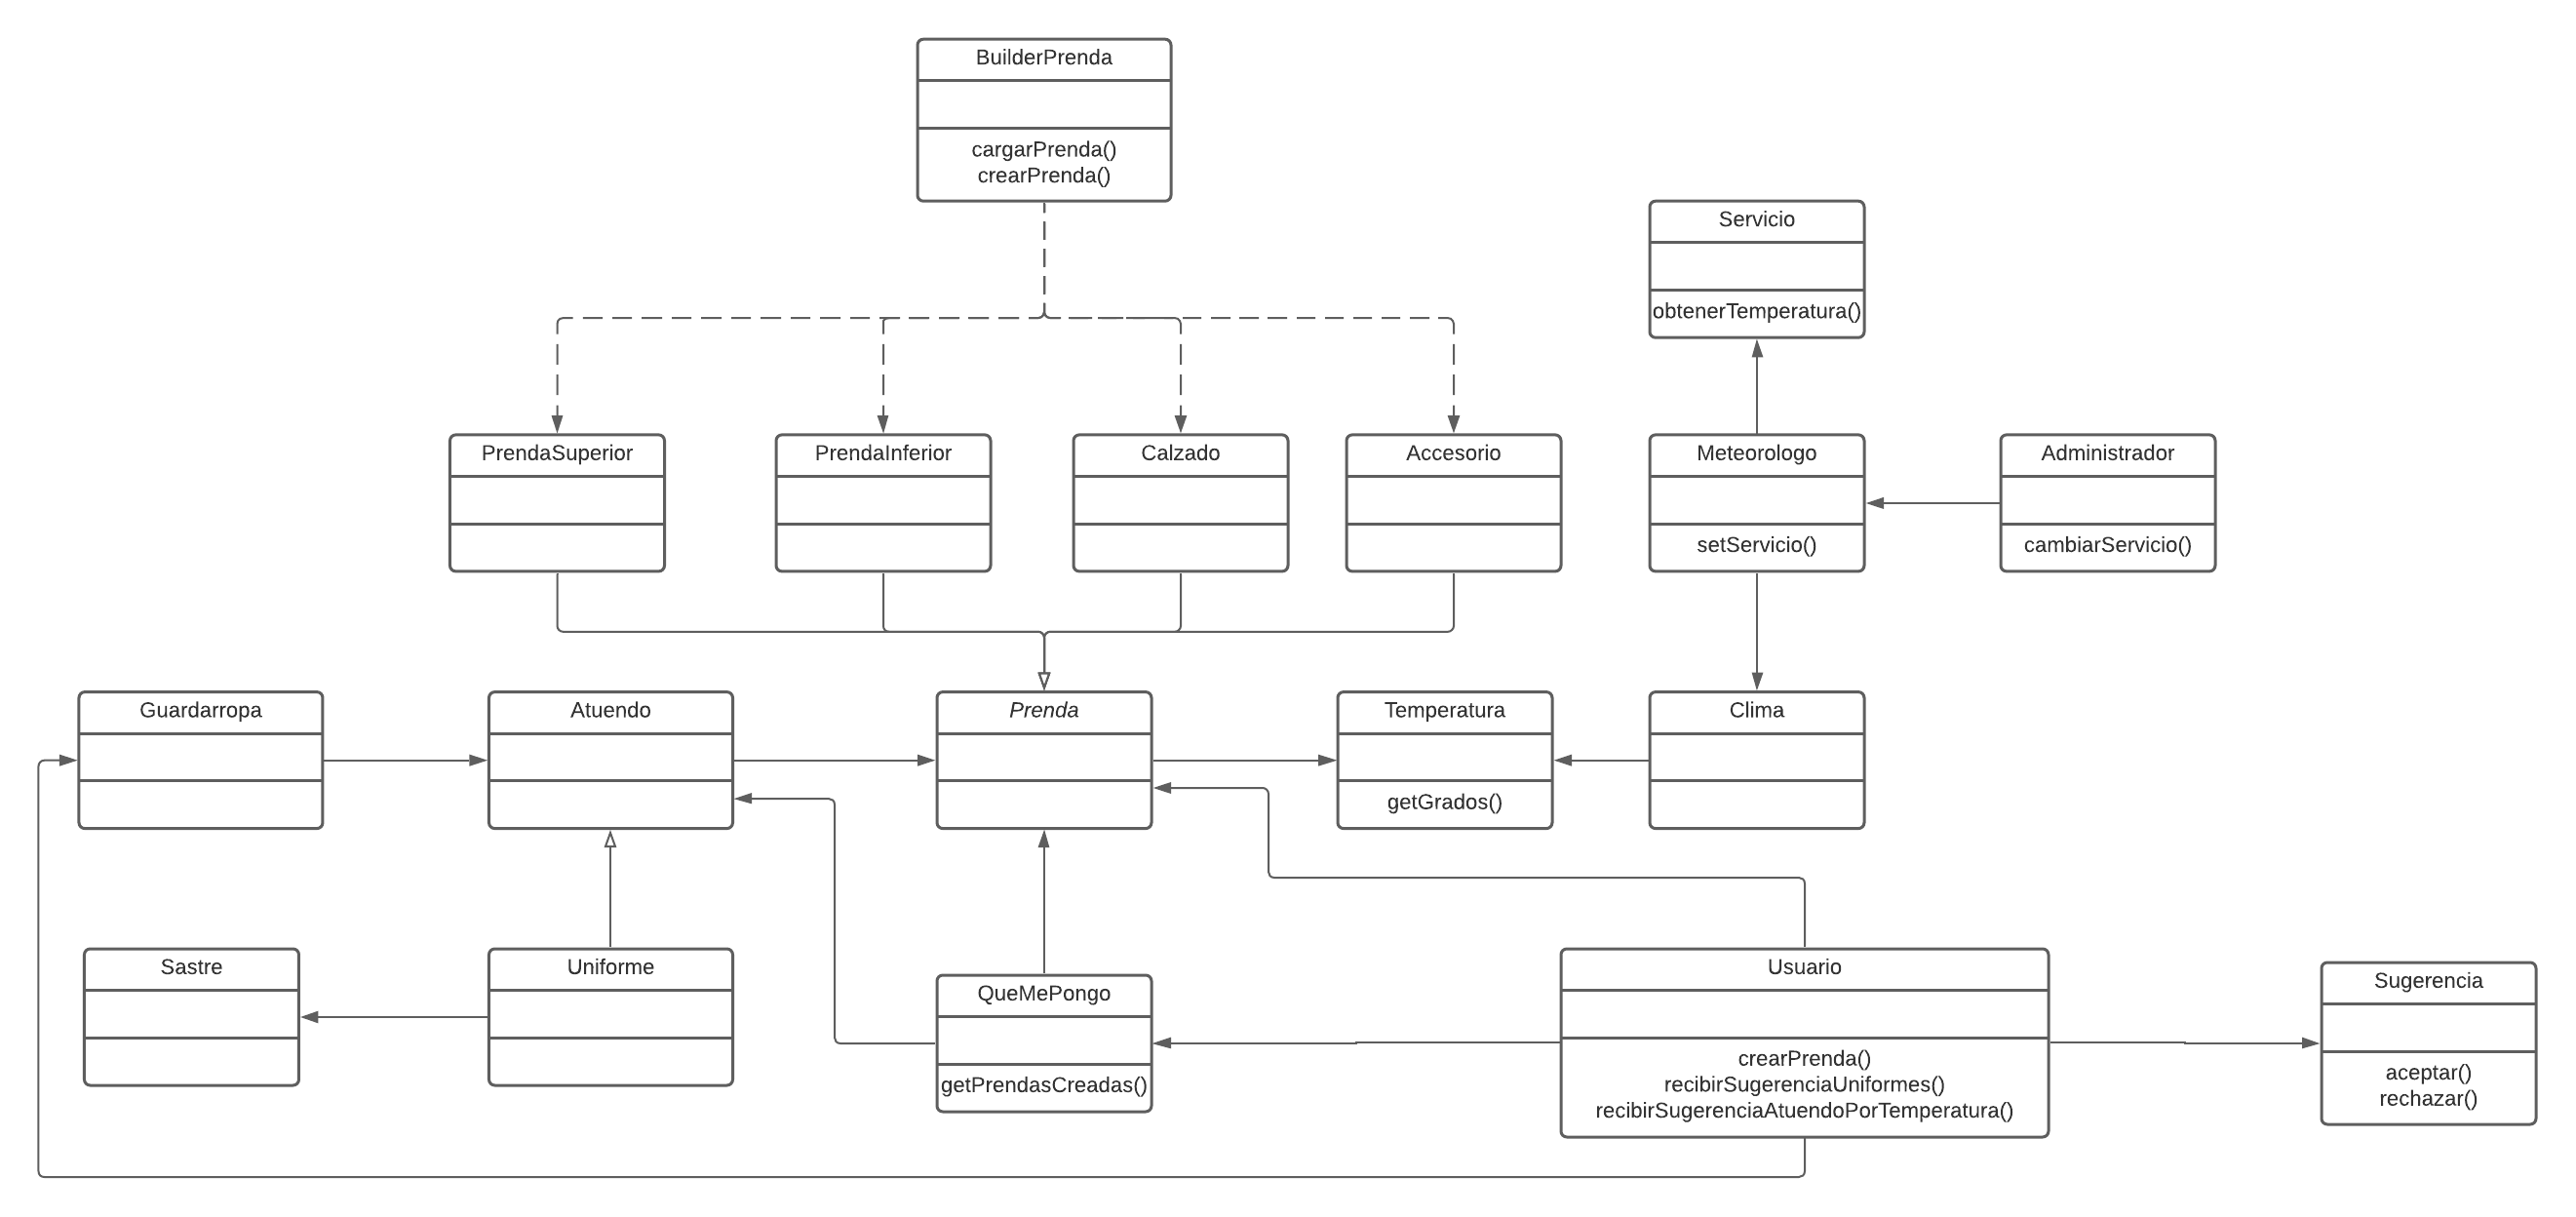 BuilderPrenda
cargarPrenda()
crearPrenda()
Servicio
obtenerTemperatura()
PrendaSuperior
PrendaInferior
Calzado
Accesorio
Meteorologo
setServicio()
Administrador
cambiarServicio()
Guardarropa
Atuendo
Prenda
Temperatura
getGrados()
Clima
Sastre
Uniforme
QueMePongo
getPrendasCreadas()
Usuario
crearPrenda()
recibirSugerenciaUniformes()
recibirSugerenciaAtuendoPorTemperatura()
Sugerencia
aceptar()
rechazar()